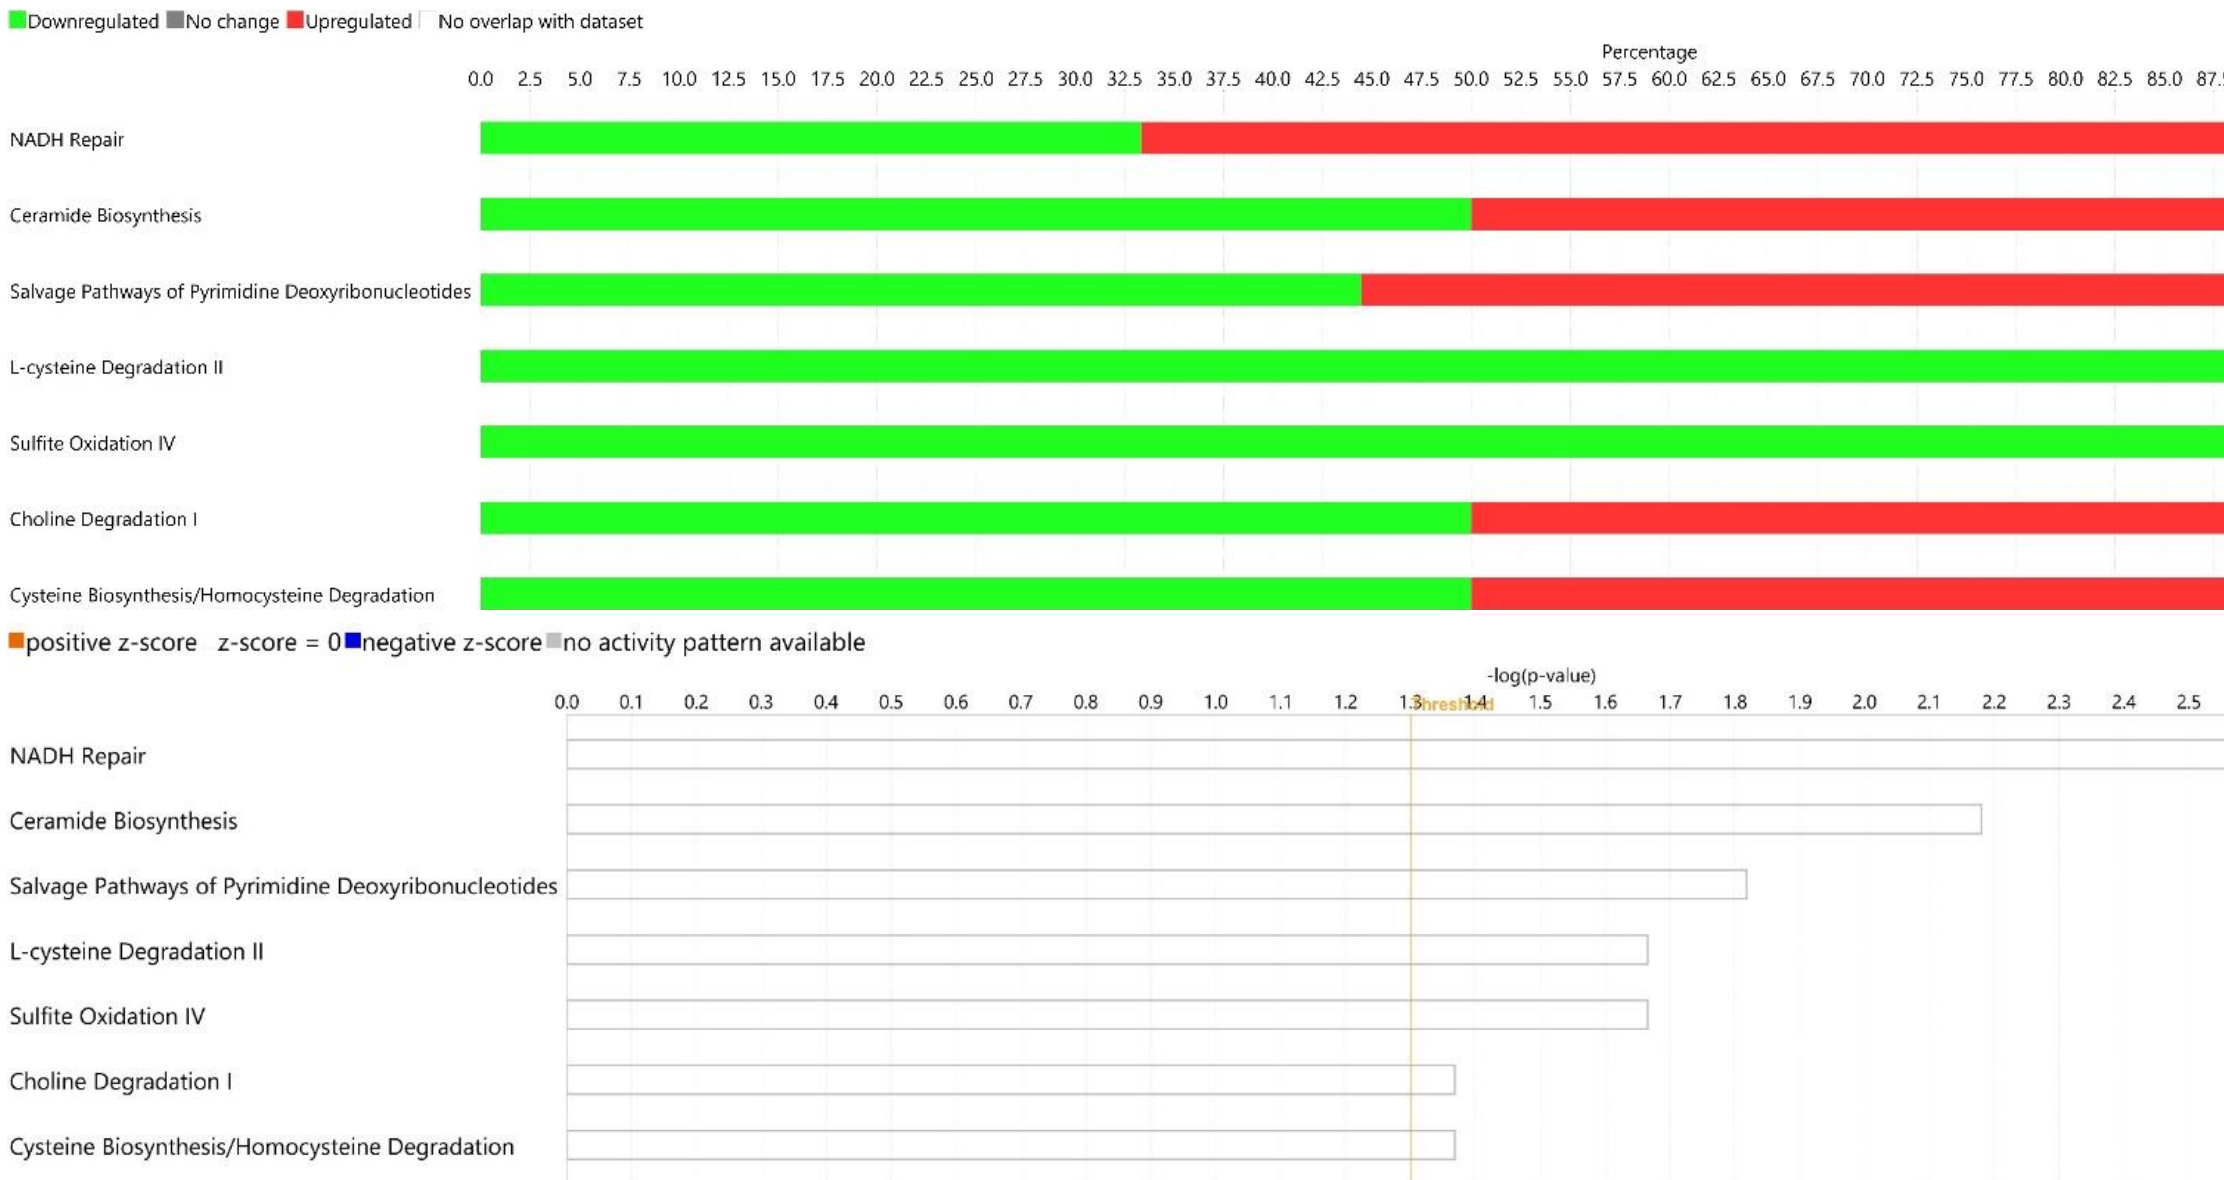 Downregulated No change Upregulated No overlap with dataset
Percentage
0.0 2.5 5.0 7.5 10.0 12.5 15.0 17.5 20.0 22.5 25.0 27.5 30.0 32.5 35.0 37.5 40.0 42.5 45.0 47.5 50.0 52.5 55.0 57.5 60.0 62.5 65.0 67.5 70.0 72.5 75.0 77.5 80.0 82.5 85.0
NADH Repair
Ceramide Biosynthesis
Salvage Pathways of Pyrimidine Deoxyribonucleotides
L-cysteine Degradation II
Sulfite Oxidation IV
Choline Degradation I
Cysteine Biosynthesis/Homocysteine Degradation
positive z-score z-score = 0 negative z-score no activity pattern available
-log(p-value)
0.0 0.1 0.2 0.3 0.4 0.5 0.6 0.7 0.8 0.9 1.0 1.1 1.2 1.3 1.4 1.5 1.6 1.7 1.8 1.9 2.0 2.1 2.2 2.3 2.4 2.5
Threshold
NADH Repair
Ceramide Biosynthesis
Salvage Pathways of Pyrimidine Deoxyribonucleotides
L-cysteine Degradation II
Sulfite Oxidation IV
Choline Degradation I
Cysteine Biosynthesis/Homocysteine Degradation